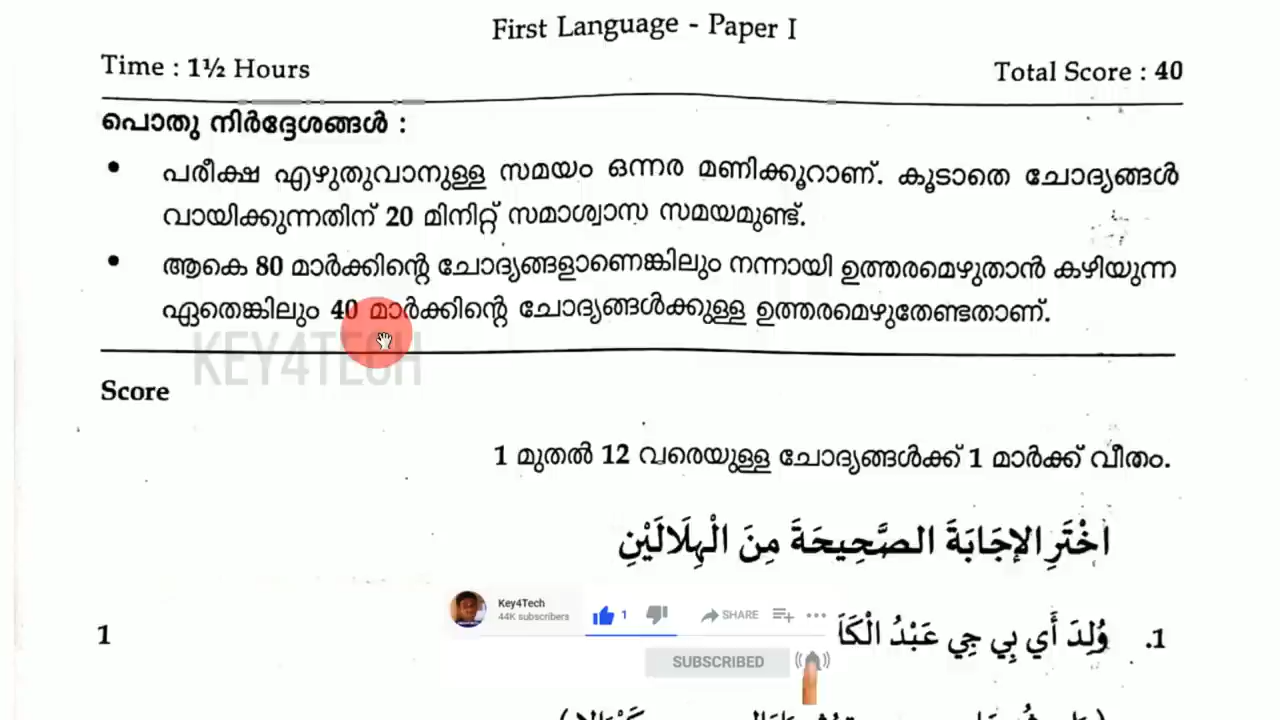 First Language - Paper I
Time : 1½ Hours
Total Score : 40
പൊതു നിർദ്ദേശങ്ങൾ :
• പരീക്ഷ എഴുതുവാനുള്ള സമയം ഒന്നര മണിക്കൂറാണ്. കൂടാതെ ചോദ്യങ്ങൾ
വായിക്കുന്നതിന് 20 മിനിറ്റ് സമാശ്വാസ സമയമുണ്ട്.
• ആകെ 80 മാർക്കിന്റെ ചോദ്യങ്ങളാണെങ്കിലും നന്നായി ഉത്തരമെഴുതാൻ കഴിയുന്ന
ഏതെങ്കിലും 40 മാർക്കിന്റെ ചോദ്യങ്ങൾക്കുള്ള ഉത്തരമെഴുതേണ്ടതാണ്.
KEY4TECH
Score
1 മുതൽ 12 വരെയുള്ള ചോദ്യങ്ങൾക്ക് 1 മാർക്ക് വീതം.
اخْتَرِ الإِجَابَةَ الصَّحِيحَةَ مِنَ الْهِلَالَيْنِ
1. وُلِدَ أَي بِي جِي عَبْدُ
1
Key4Tech
44K subscribers
1
SHARE
SUBSCRIBED